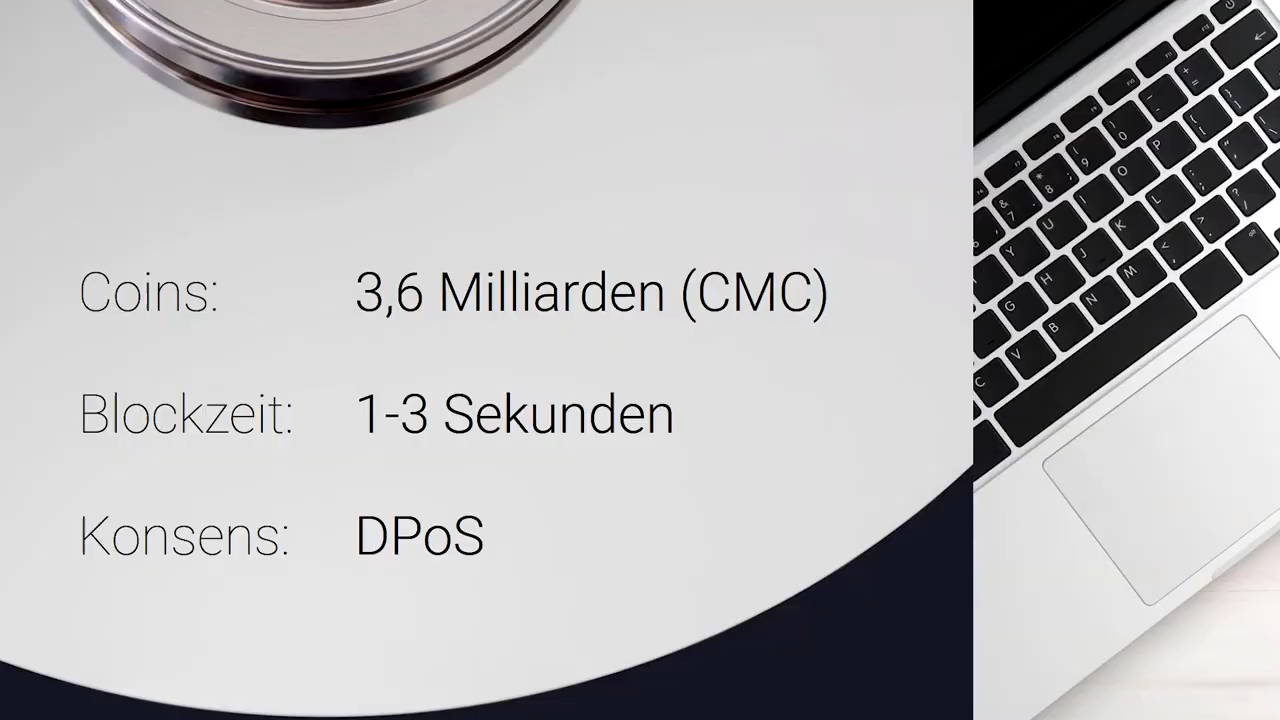 Coins: 3,6 Milliarden (CMC)
Blockzeit: 1-3 Sekunden
Konsens: DPoS